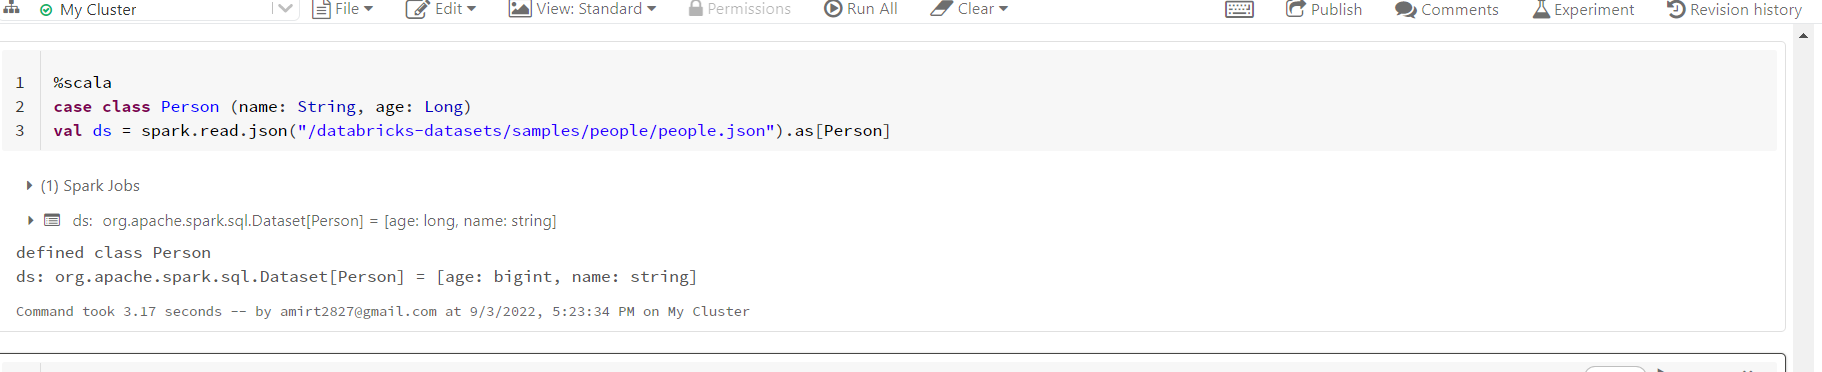 My Cluster File Edit View: Standard Permissions Run All Clear Publish Comments Experiment Revision history
1 %scala
2 case class Person (name: String, age: Long)
3 val ds = spark.read.json("/databricks-datasets/samples/people/people.json").as[Person]
(1) Spark Jobs
ds: org.apache.spark.sql.Dataset[Person] = [age: long, name: string]
defined class Person
ds: org.apache.spark.sql.Dataset[Person] = [age: bigint, name: string]
Command took 3.17 seconds -- by amirt2827@gmail.com at 9/3/2022, 5:23:34 PM on My Cluster